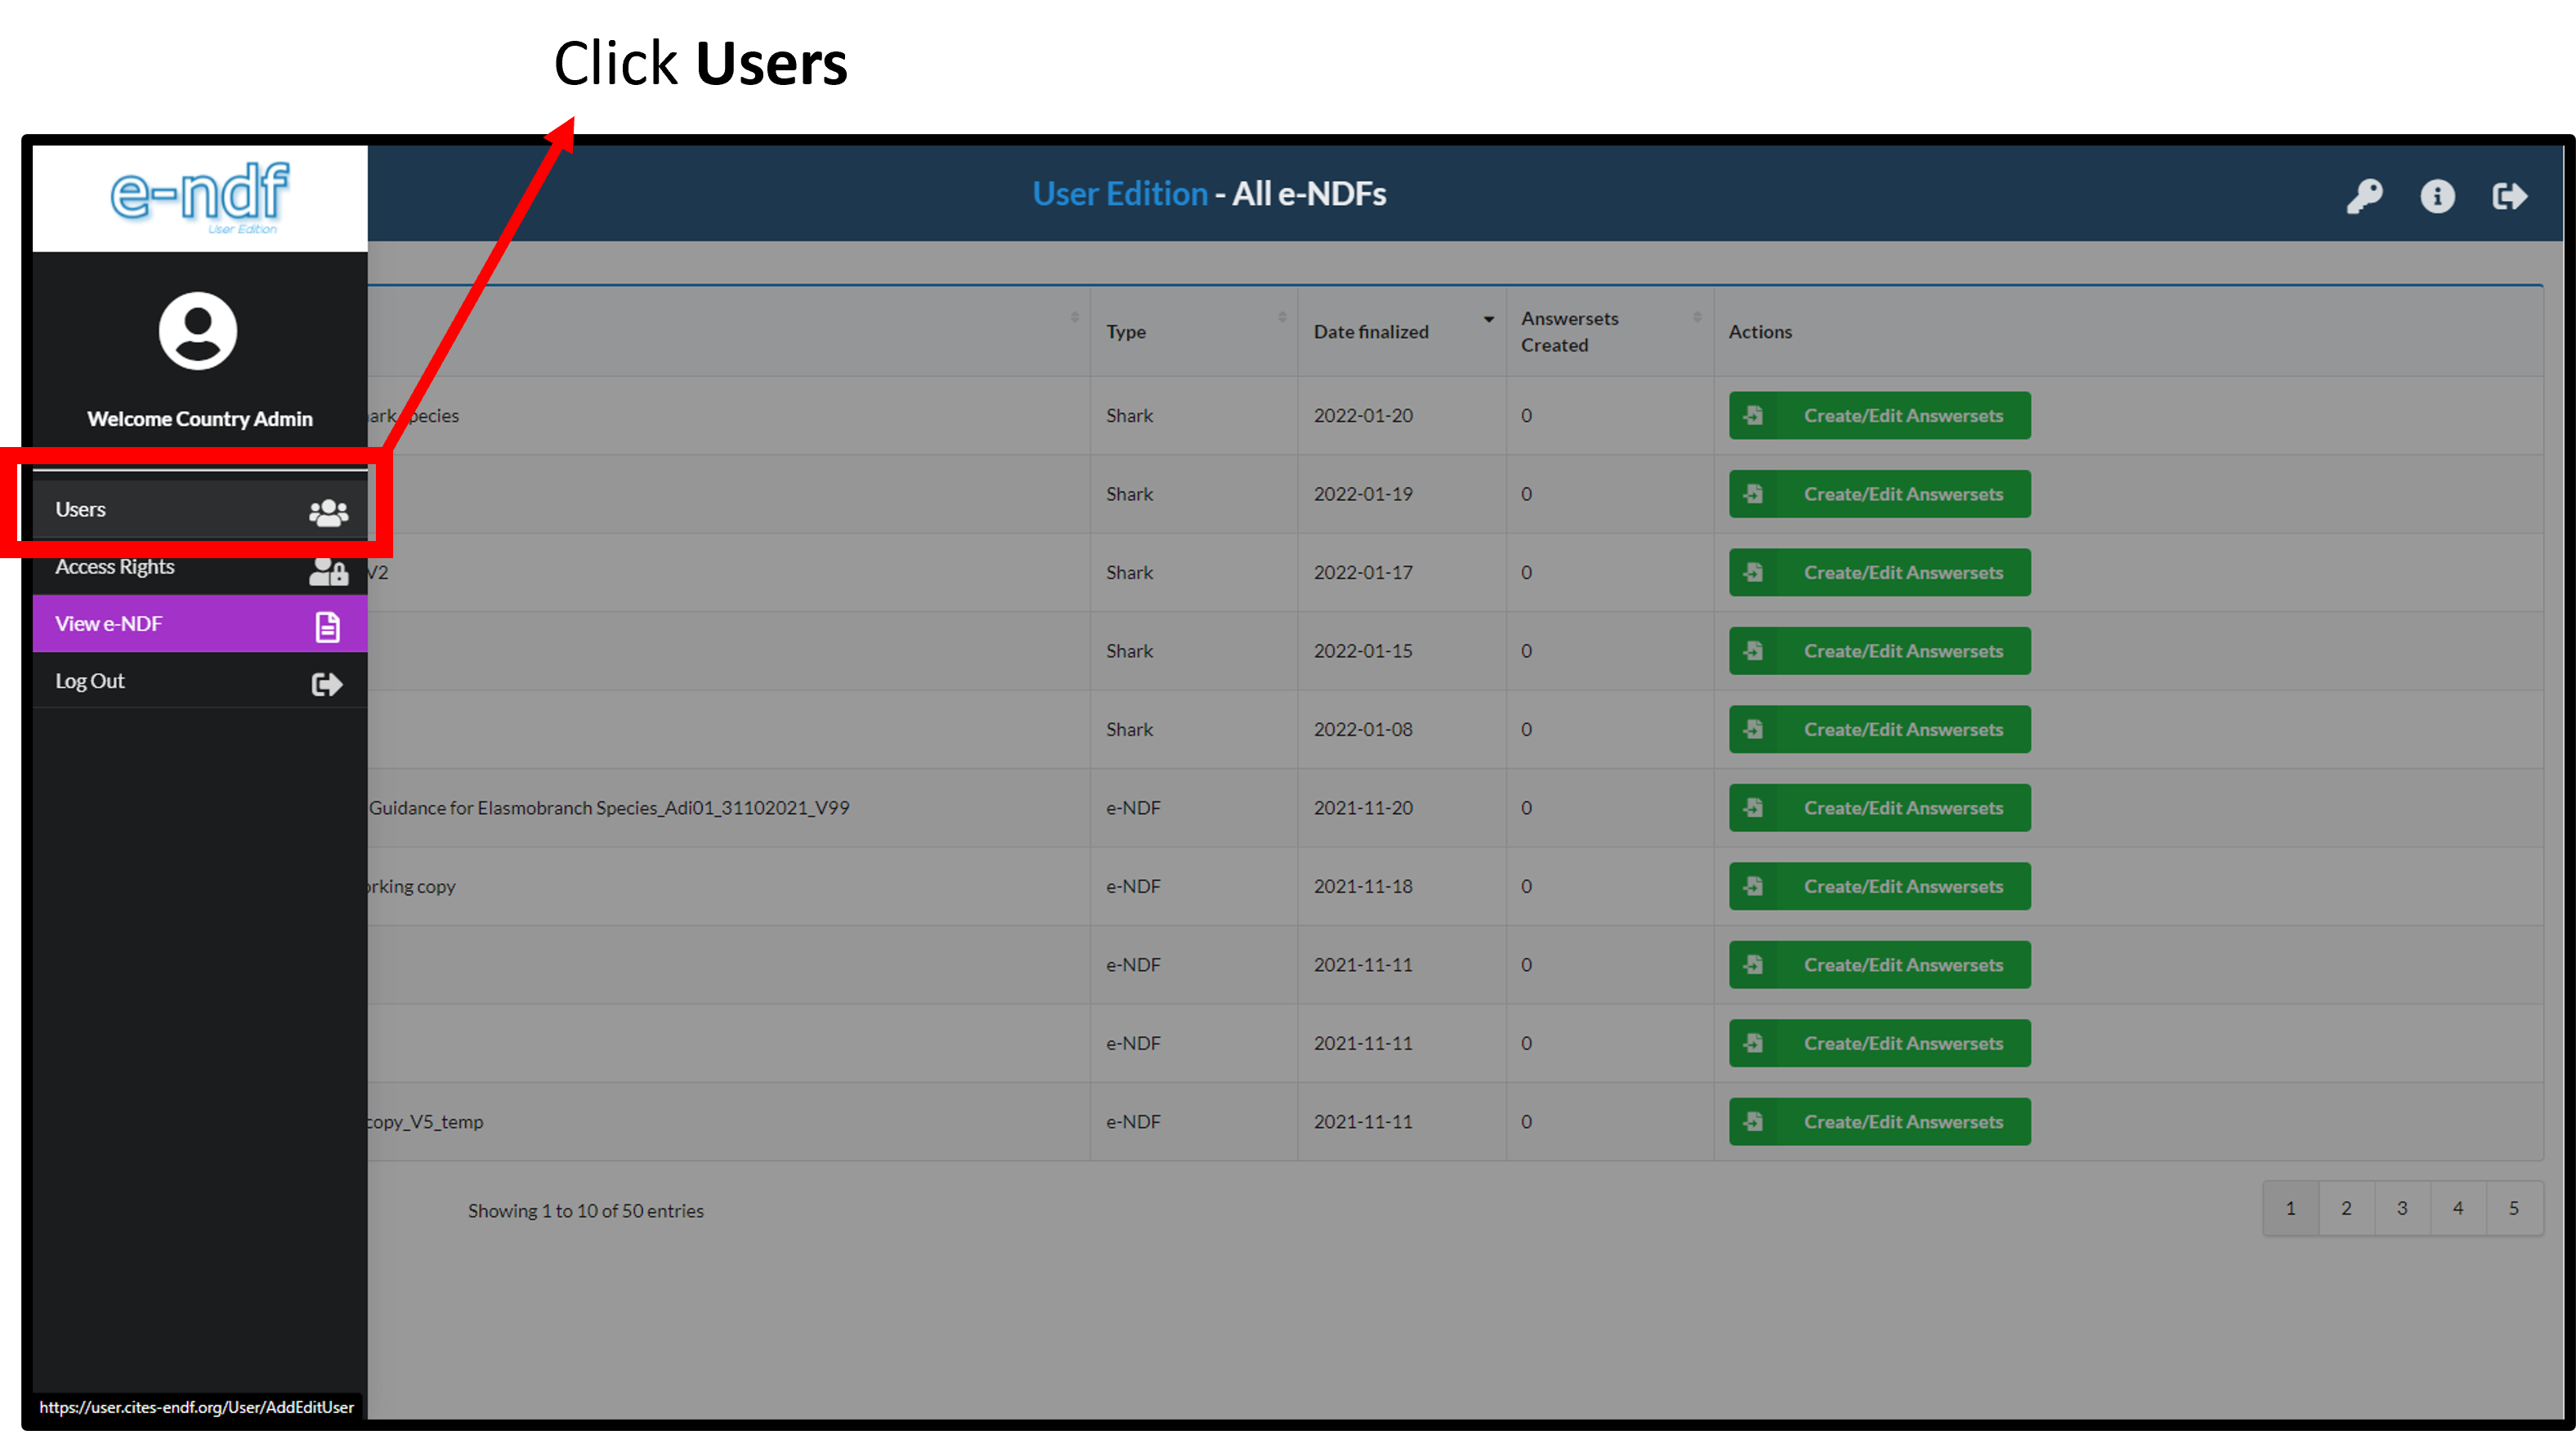 Click Users
e-ndf
User Edition
User Edition - All e-NDFs
Welcome Country Admin
Users
Access Rights
View e-NDF
Log Out
Type
Date finalized
Answersets
Created
Actions
species
Shark
2022-01-20
0
Create/Edit Answersets
Shark
2022-01-19
0
Create/Edit Answersets
V2
Shark
2022-01-17
0
Create/Edit Answersets
Shark
2022-01-15
0
Create/Edit Answersets
Shark
2022-01-08
0
Create/Edit Answersets
Guidance for Elasmobranch Species_Adi01_31102021_V99
e-NDF
2021-11-20
0
Create/Edit Answersets
orking copy
e-NDF
2021-11-18
0
Create/Edit Answersets
e-NDF
2021-11-11
0
Create/Edit Answersets
e-NDF
2021-11-11
0
Create/Edit Answersets
copy_V5_temp
e-NDF
2021-11-11
0
Create/Edit Answersets
Showing 1 to 10 of 50 entries
1 2 3 4 5
https://user.cites-endf.org/User/AddEditUser